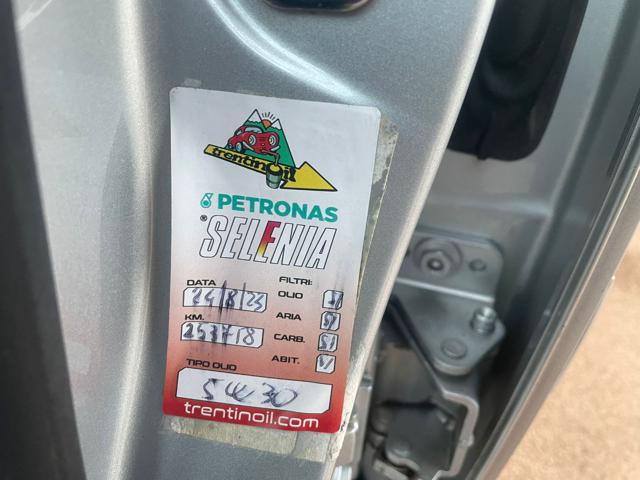 trentinoil
PETRONAS
SELENIA
DATA
24/8/23
KM.
253718
FILTRI:
OLIO
ARIA
CARB.
ABIT.
TIPO OLIO
5W30
trentinoil.com